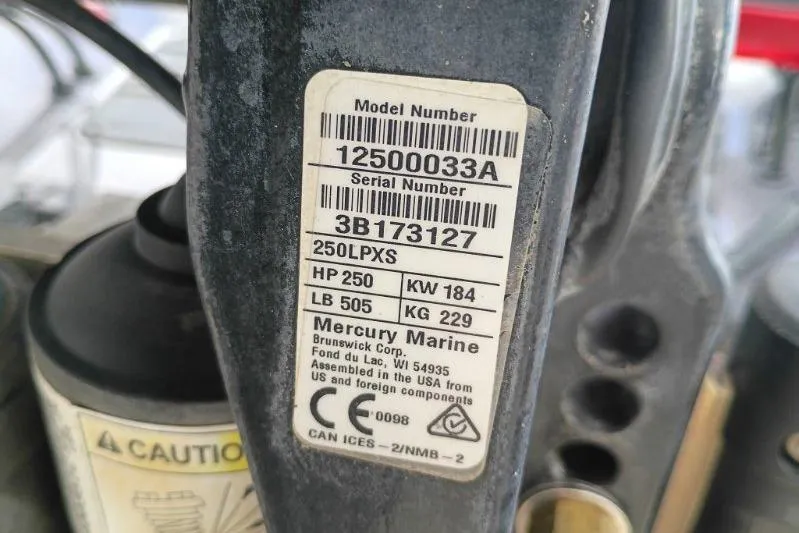 Model Number
12500033A
Serial Number
3B173127
250LPXS
HP 250 KW 184
LB 505 KG 229
Mercury Marine
Brunswick Corp.
Fond du Lac, WI 54935
Assembled in the USA from
US and foreign components
CE 0098
CAN ICES-2/NMB-2
CAUTIO